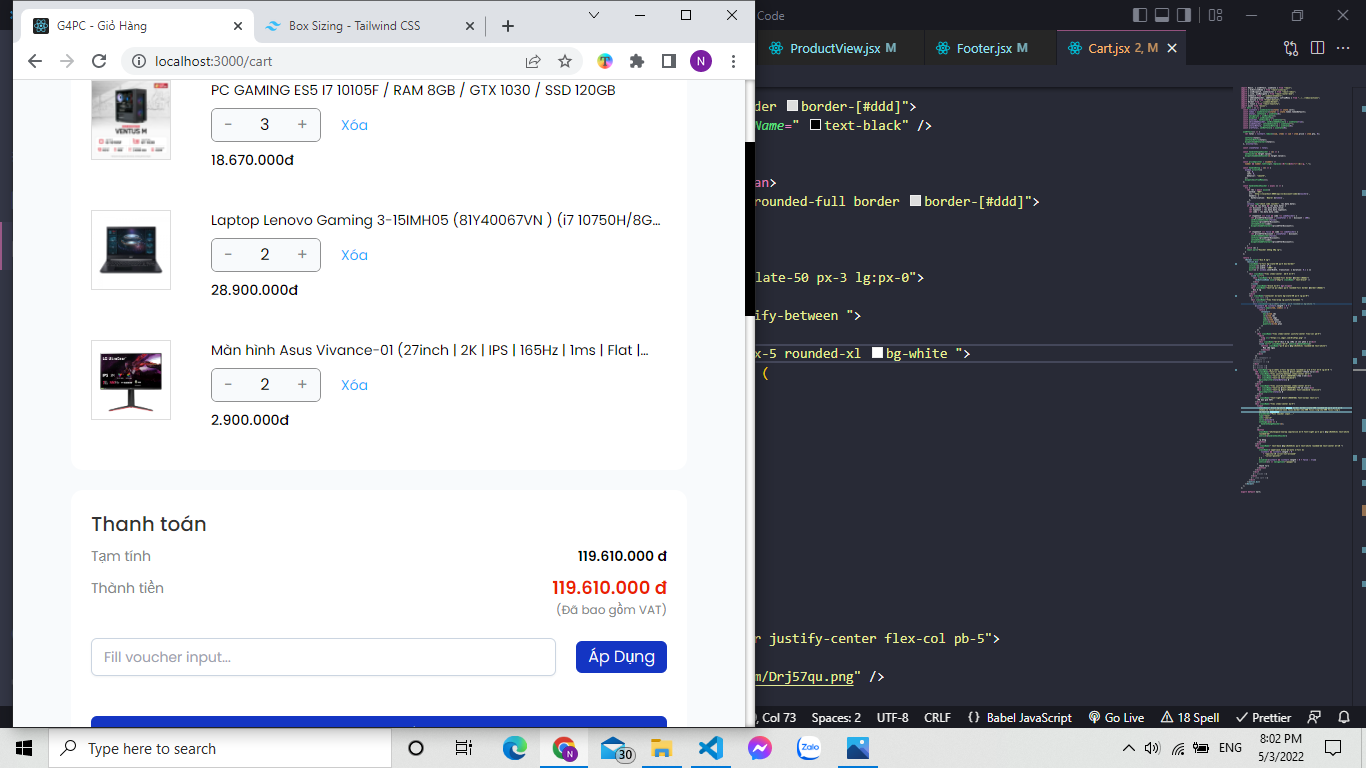 G4PC - Giỏ Hàng
Box Sizing - Tailwind CSS
localhost:3000/cart
N
PC GAMING ES5 I7 10105F / RAM 8GB / GTX 1030 / SSD 120GB
- 3 + Xóa
18.670.000đ
VENTUS M
Laptop Lenovo Gaming 3-15IMH05 (81Y40067VN ) (i7 10750H/8G...
- 2 + Xóa
28.900.000đ
Màn hình Asus Vivance-01 (27inch | 2K | IPS | 165Hz | 1ms | Flat |...
- 2 + Xóa
2.900.000đ
Thanh toán
Tạm tính 119.610.000 đ
Thành tiền 119.610.000 đ
(Đã bao gồm VAT)
Fill voucher input...
Áp Dụng
Code
ProductView.jsx M
Footer.jsx M
Cart.jsx 2, M
der border-[#ddd]">
Name=" text-black" />
an>
rounded-full border border-[#ddd]">
late-50 px-3 lg:px-0">
ify-between ">
x-5 rounded-xl bg-white ">
(
r justify-center flex-col pb-5">
m/Drj57qu.png" />
, Col 73 Spaces: 2 UTF-8 CRLF {} Babel JavaScript Go Live 18 Spell Prettier
Type here to search
N
30
Zalo
ENG
8:02 PM
5/3/2022